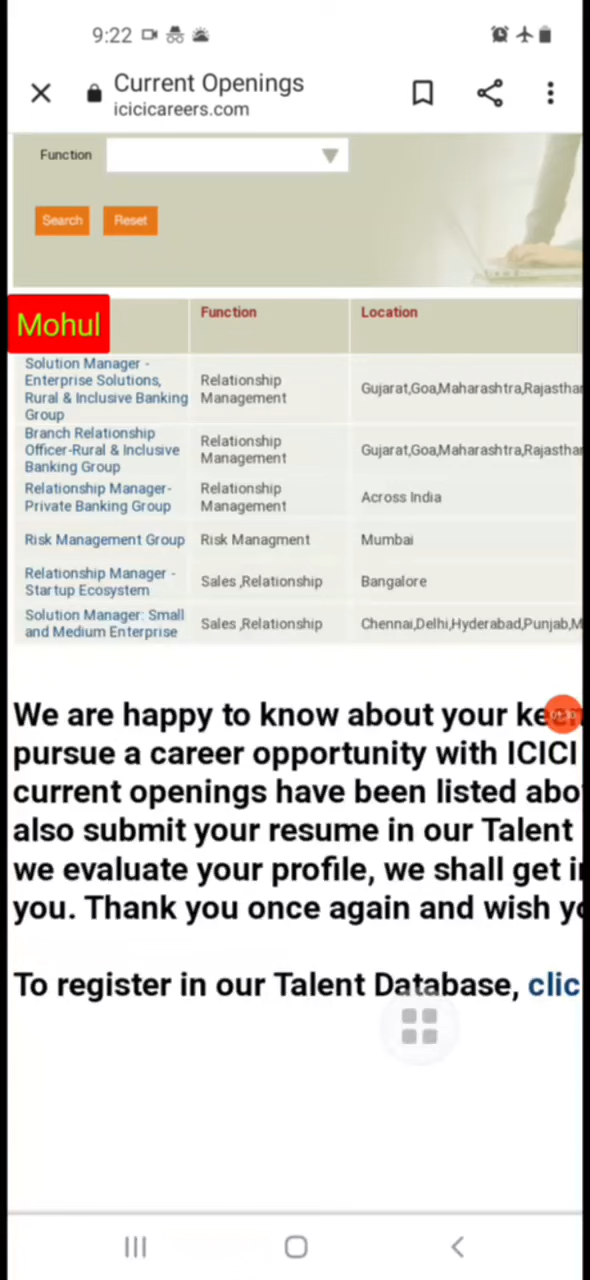 9:22
Current Openings
icicicareers.com
Function
Search Reset
Mohul
Function Location
Solution Manager -
Enterprise Solutions,
Rural & Inclusive Banking
Group
Relationship
Management
Gujarat,Goa,Maharashtra,Rajasthan
Branch Relationship
Officer-Rural & Inclusive
Banking Group
Relationship
Management
Gujarat,Goa,Maharashtra,Rajasthan
Relationship Manager-
Private Banking Group
Relationship
Management
Across India
Risk Management Group Risk Managment Mumbai
Relationship Manager -
Startup Ecosystem
Sales ,Relationship
Bangalore
Solution Manager: Small
and Medium Enterprise
Sales ,Relationship
Chennai,Delhi,Hyderabad,Punjab,M
We are happy to know about your
pursue a career opportunity with ICICI
current openings have been listed abo
also submit your resume in our Talent
we evaluate your profile, we shall get i
you. Thank you once again and wish yo
To register in our Talent Database, clic